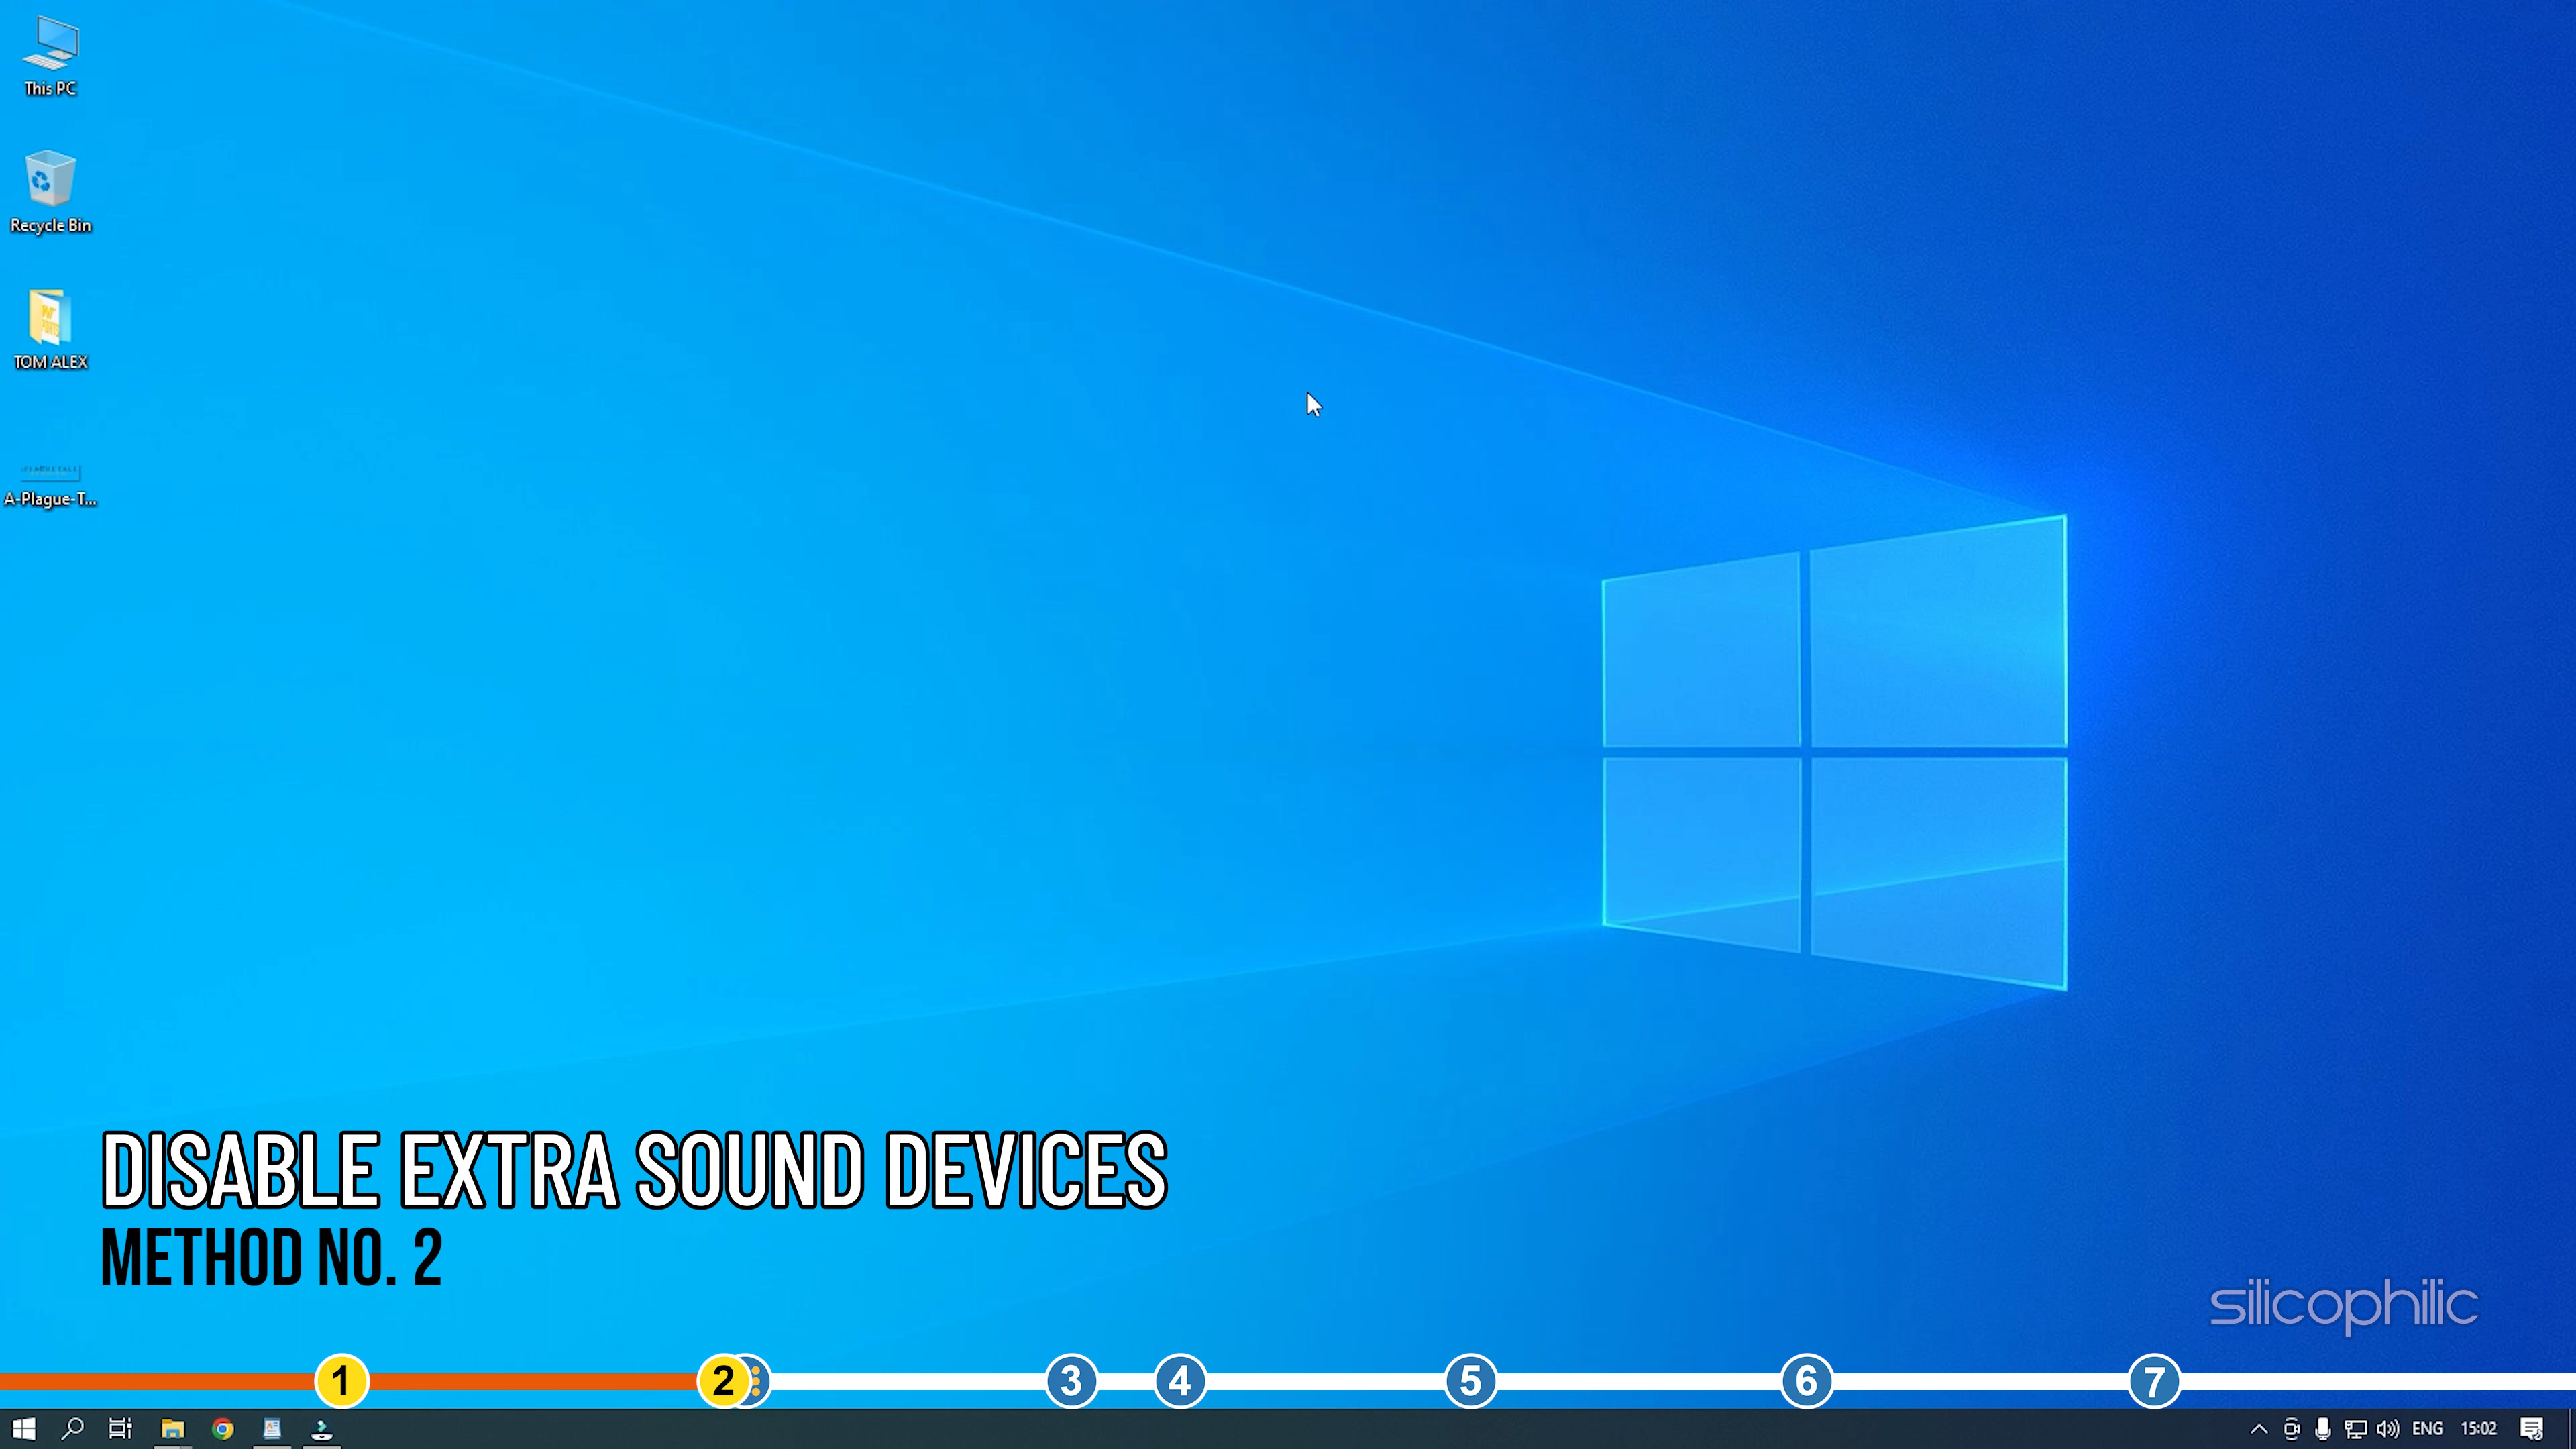 This PC
Recycle Bin
TOM ALEX
A-Plague-T...
DISABLE EXTRA SOUND DEVICES
METHOD NO. 2
silicophilic
1 2 3 4 5 6 7
ENG 15:02